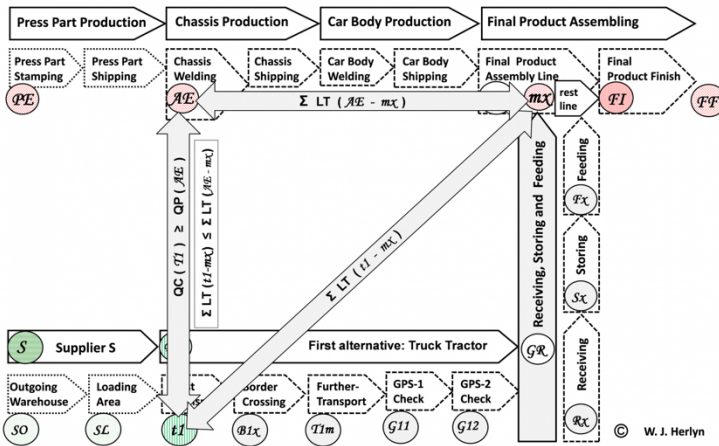 Press Part Production
Chassis Production
Car Body Production
Final Product Assembling
Press Part
Stamping
Press Part
Shipping
Chassis
Welding
Chassis
Shipping
Car Body
Welding
Car Body
Shipping
Final Product
Assembly Line
Final
Product Finish
PE
AE
Σ LT ( AE - mx )
mx
rest
line
FI
FF
QC ( T1 ) ≥ QP ( AE )
Σ LT ( t1-mx ) ≤ Σ LT ( AE - mx )
Σ LT ( t1 - mx )
Receiving, Storing and Feeding
Feeding
Fx
Storing
Sx
Receiving
Rx
S
Supplier S
First alternative: Truck Tractor
GR
Outgoing
Warehouse
Loading
Area
Crossing
Further-
Transport
GPS-1
Check
GPS-2
Check
SO
SL
t1
B1x
T1m
G11
G12
© W. J. Herlyn